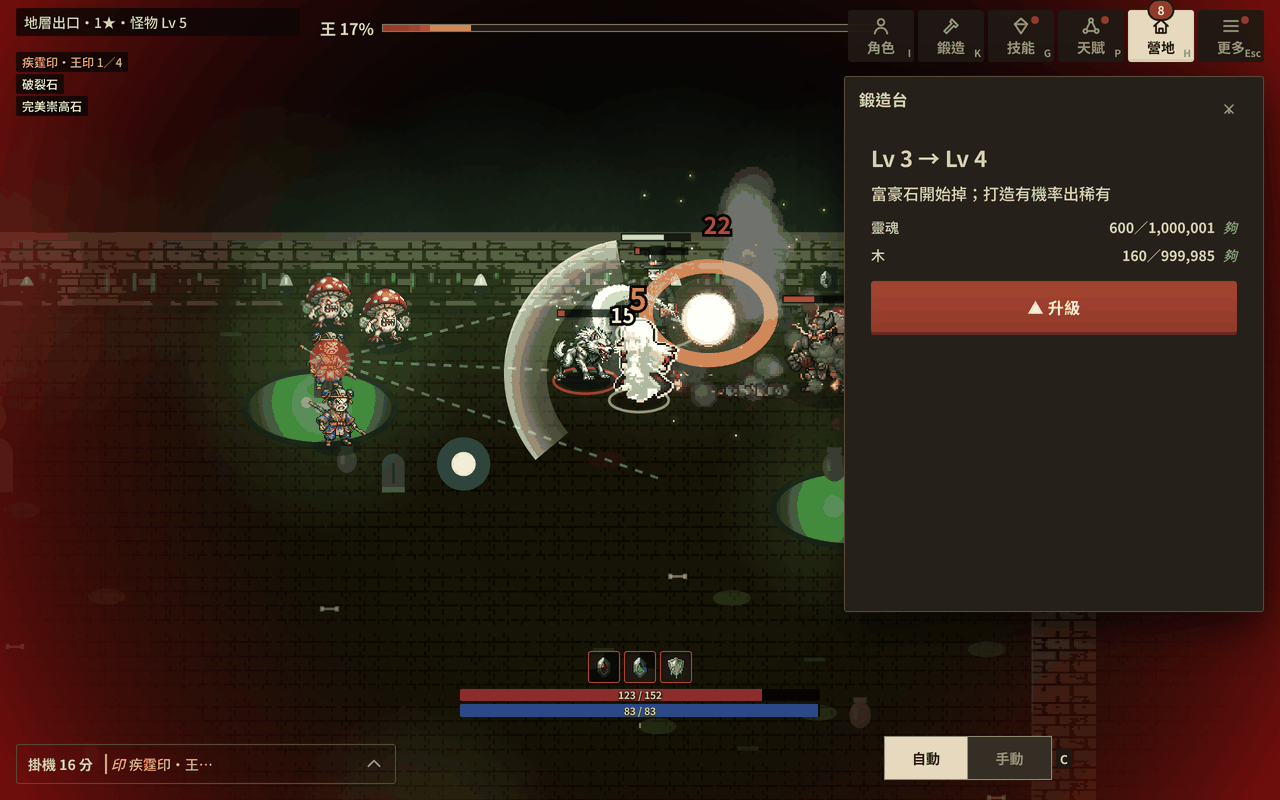 地層出口・1★・怪物 Lv 5
王 17%
疾霆印・王印 1／4
破裂石
完美崇高石
角色 I
鍛造 K
技能 G
天賦 P
8
營地 H
更多 Esc
鍛造台
Lv 3 → Lv 4
富豪石開始掉；打造有機率出稀有
靈魂 600／1,000,001 夠
木 160／999,985 夠
▲ 升級
22
5
15
123 / 152
83 / 83
掛機 16 分 印 疾霆印・王…
自動 手動 C